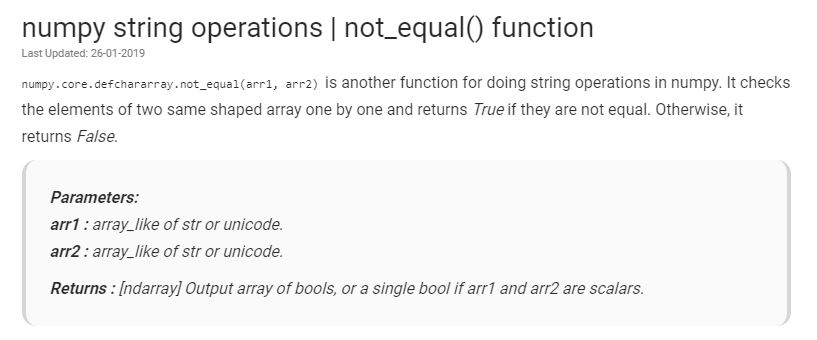 numpy string operations | not_equal() function
Last Updated: 26-01-2019
numpy.core.defchararray.not_equal(arr1, arr2) is another function for doing string operations in numpy. It checks
the elements of two same shaped array one by one and returns True if they are not equal. Otherwise, it
returns False.
Parameters:
arr1 : array_like of str or unicode.
arr2 : array_like of str or unicode.
Returns : [ndarray] Output array of bools, or a single bool if arr1 and arr2 are scalars.